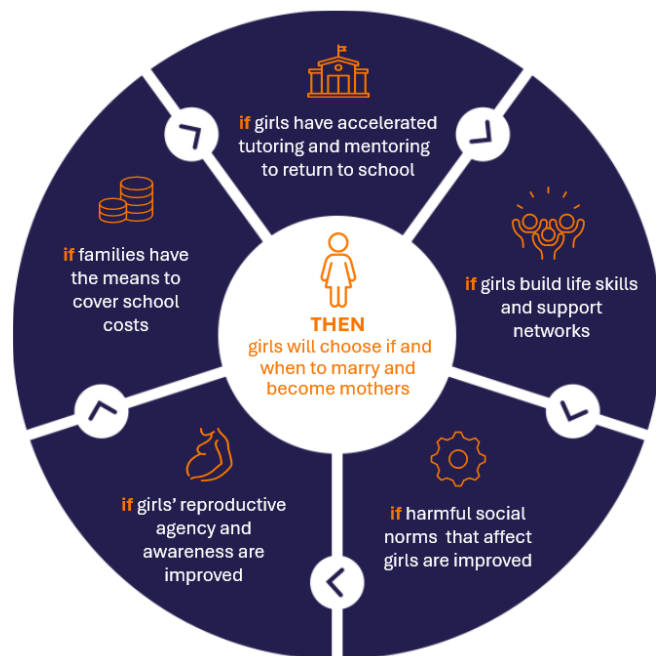 if girls have accelerated
tutoring and mentoring
to return to school
if girls build life skills
and support
networks
if harmful social
norms that affect
girls are improved
if girls' reproductive
agency and
awareness are
improved
if families have
the means to
cover school
costs
THEN
girls will choose if and
when to marry and
become mothers